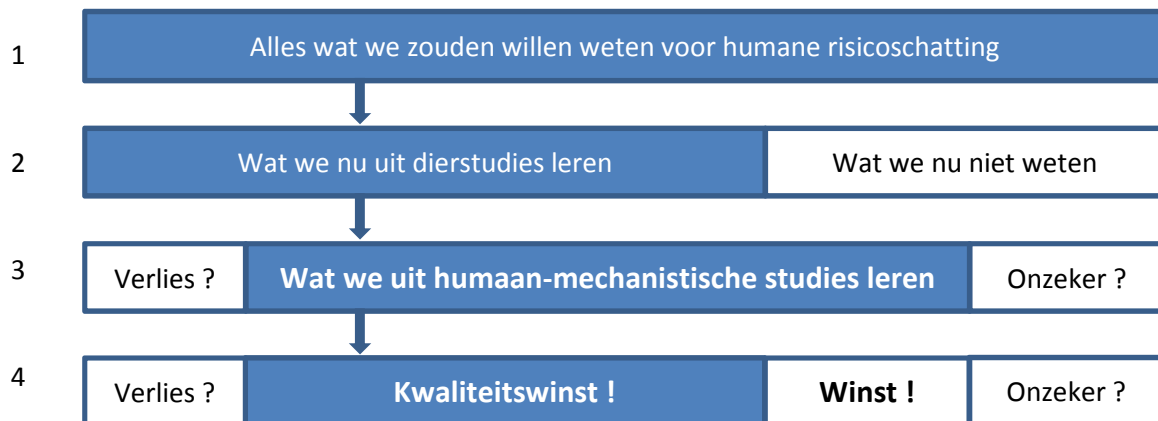 1 Alles wat we zouden willen weten voor humane risicoschatting
2 Wat we nu uit dierstudies leren Wat we nu niet weten
3 Verlies ? Wat we uit humaan-mechanistische studies leren Onzeker ?
4 Verlies ? Kwaliteitswinst ! Winst ! Onzeker ?